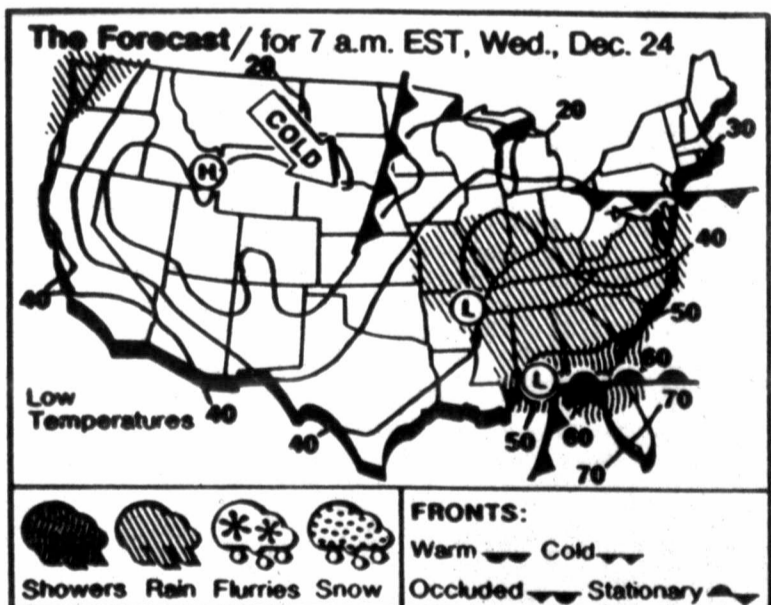 The Forecast / for 7 a.m. EST, Wed., Dec. 24
20
COLD
20
30
H
40
40
L
50
60
L
70
Low
Temperatures
40
40
50
60
70
FRONTS:
Warm Cold
Showers Rain Flurries Snow
Occluded Stationary